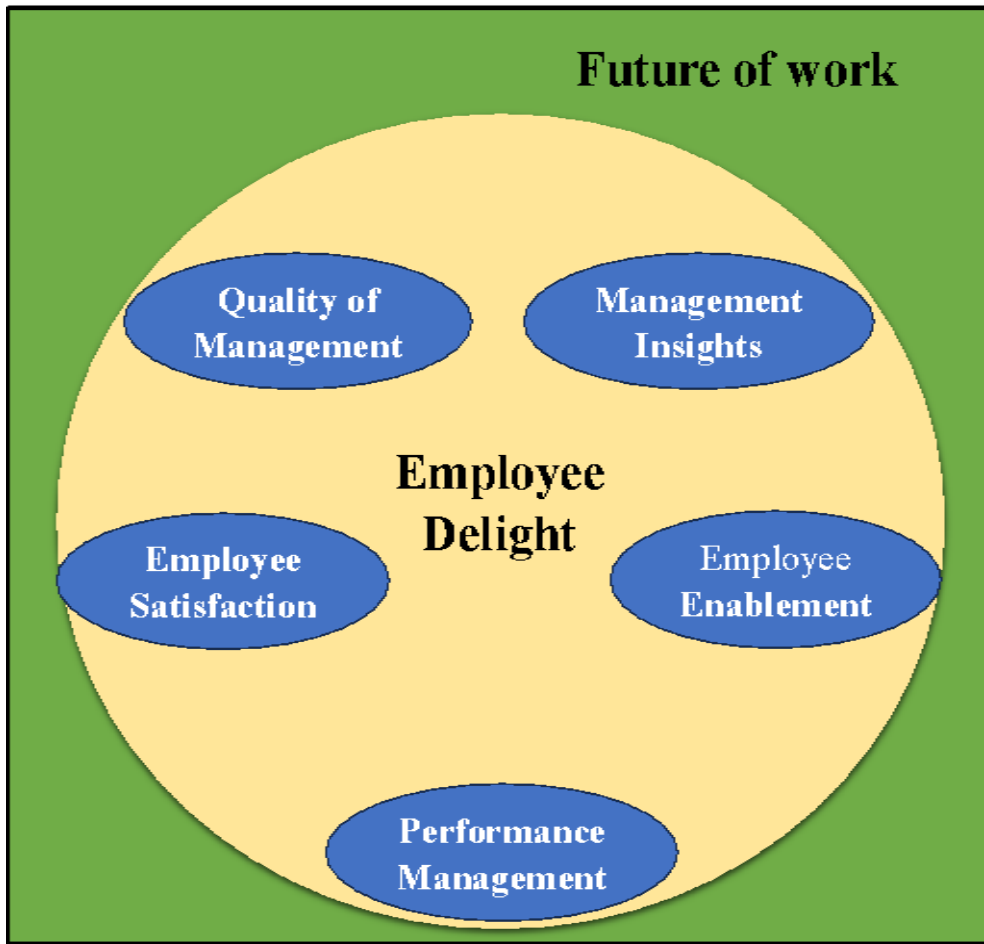 Future of work
Quality of
Management
Management
Insights
Employee
Delight
Employee
Satisfaction
Employee
Enablement
Performance
Management